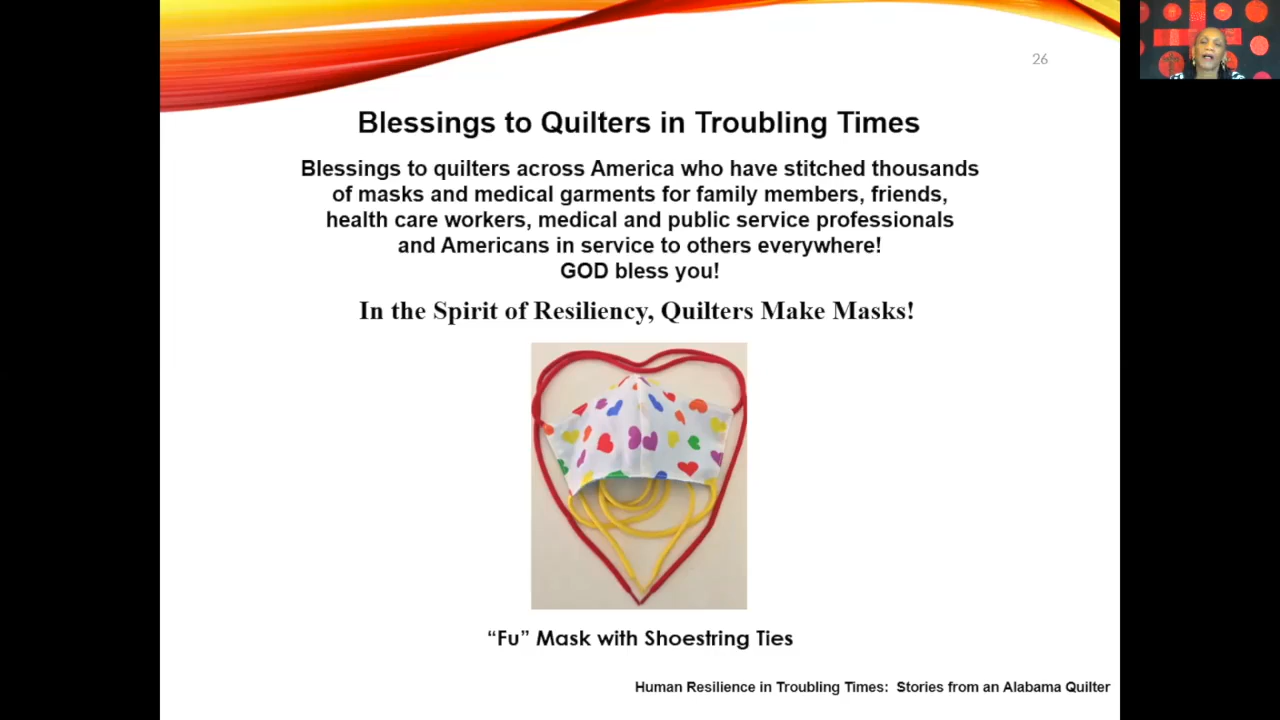 26
Blessings to Quilters in Troubling Times
Blessings to quilters across America who have stitched thousands
of masks and medical garments for family members, friends,
health care workers, medical and public service professionals
and Americans in service to others everywhere!
GOD bless you!
In the Spirit of Resiliency, Quilters Make Masks!
“Fu” Mask with Shoestring Ties
Human Resilience in Troubling Times:  Stories from an Alabama Quilter